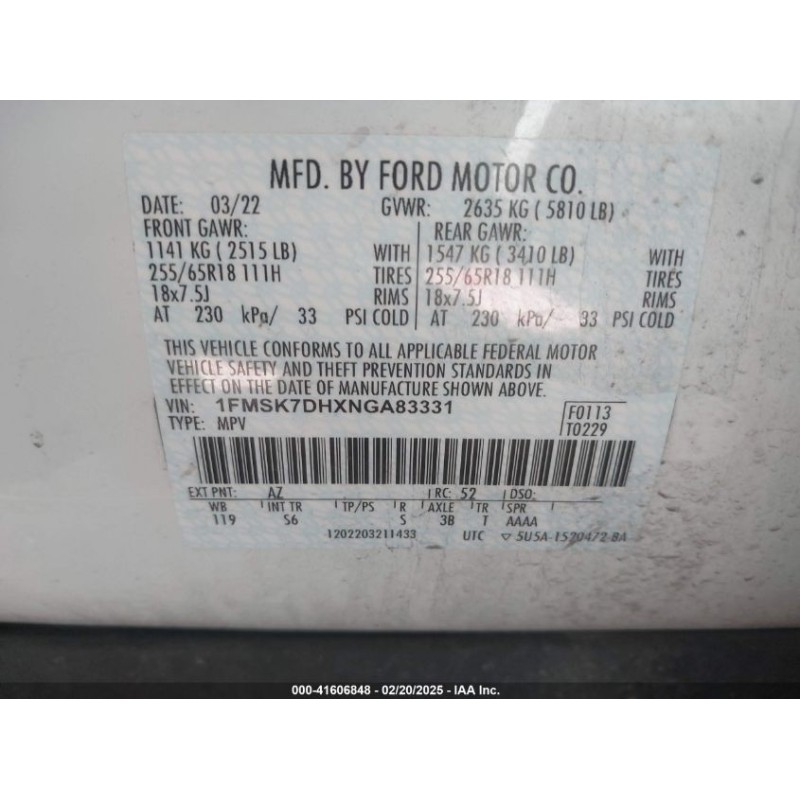 MFD. BY FORD MOTOR CO.
DATE: 03/22 GVWR: 2635 KG ( 5810 LB)
FRONT GAWR: REAR GAWR:
1141 KG ( 2515 LB) WITH 1547 KG ( 3410 LB) WITH
255/65R18 111H TIRES 255/65R18 111H TIRES
18x7.5J RIMS 18x7.5J RIMS
AT 230 kPa/ 33 PSI COLD AT 230 kPa/ 33 PSI COLD
THIS VEHICLE CONFORMS TO ALL APPLICABLE FEDERAL MOTOR
VEHICLE SAFETY AND THEFT PREVENTION STANDARDS IN
EFFECT ON THE DATE OF MANUFACTURE SHOWN ABOVE.
VIN: 1FMSK7DHXNGA83331 F0113
TYPE: MPV T0229
EXT PNT: AZ RC: 52 DSO:
WB INT TR TP/PS R AXLE TR SPR
119 S6 S 3B T AAAA
1202203211433 UTC ▽ 5U5A-1520472-BA
000-41606848 - 02/20/2025 - IAA Inc.